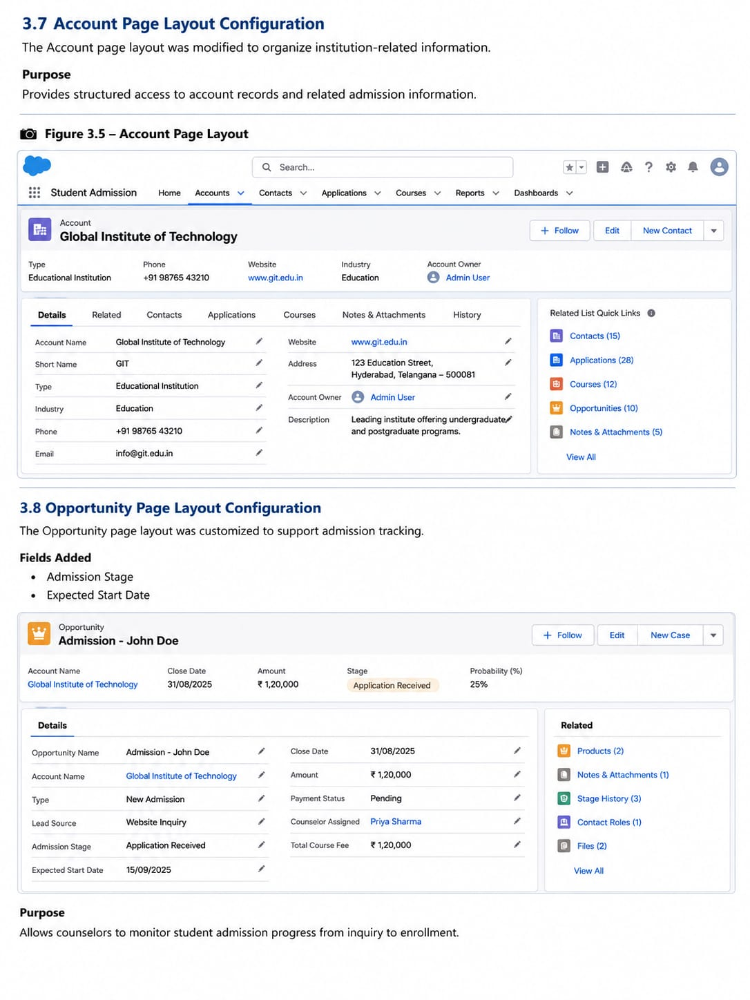 3.7 Account Page Layout Configuration
The Account page layout was modified to organize institution-related information.
Purpose
Provides structured access to account records and related admission information.
Figure 3.5 – Account Page Layout
Search...
Student Admission Home Accounts Contacts Applications Courses Reports Dashboards
Account
Global Institute of Technology
+ Follow Edit New Contact
Type Phone Website Industry Account Owner
Educational Institution +91 98765 43210 www.git.edu.in Education Admin User
Details Related Contacts Applications Courses Notes & Attachments History
Account Name Global Institute of Technology
Short Name GIT
Type Educational Institution
Industry Education
Phone +91 98765 43210
Email info@git.edu.in
Website www.git.edu.in
Address 123 Education Street,
Hyderabad, Telangana – 500081
Account Owner Admin User
Description Leading institute offering undergraduate
and postgraduate programs.
Related List Quick Links
Contacts (15)
Applications (28)
Courses (12)
Opportunities (10)
Notes & Attachments (5)
View All
3.8 Opportunity Page Layout Configuration
The Opportunity page layout was customized to support admission tracking.
Fields Added
• Admission Stage
• Expected Start Date
Opportunity
Admission - John Doe
+ Follow Edit New Case
Account Name Close Date Amount Stage Probability (%)
Global Institute of Technology 31/08/2025 ₹ 1,20,000 Application Received 25%
Details
Opportunity Name Admission - John Doe
Account Name Global Institute of Technology
Type New Admission
Lead Source Website Inquiry
Admission Stage Application Received
Expected Start Date 15/09/2025
Close Date 31/08/2025
Amount ₹ 1,20,000
Payment Status Pending
Counselor Assigned Priya Sharma
Total Course Fee ₹ 1,20,000
Related
Products (2)
Notes & Attachments (1)
Stage History (3)
Contact Roles (1)
Files (2)
View All
Purpose
Allows counselors to monitor student admission progress from inquiry to enrollment.